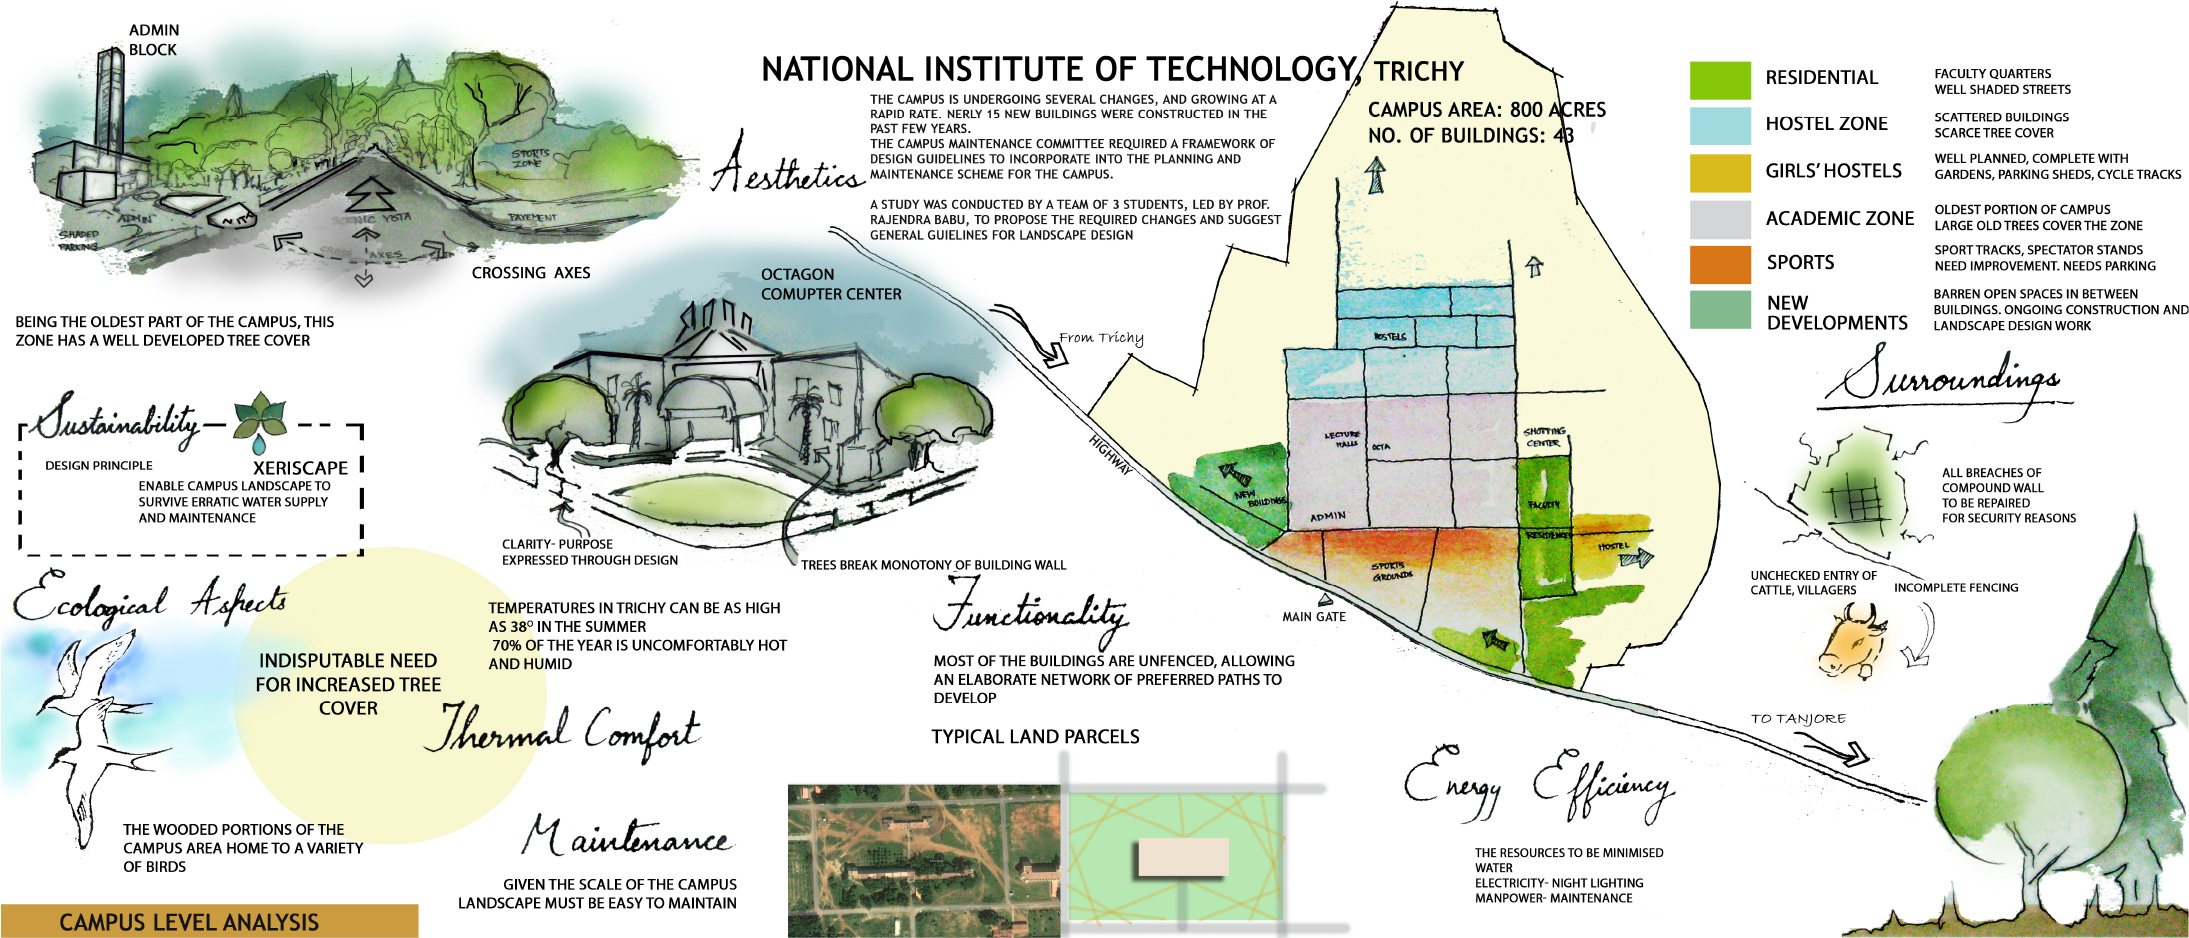 ADMIN
BLOCK
SPORTS
ZONE
ADMIN
SHADED
PARKING
NITT
SCENIC VISTA
PAVEMENT
AXES
CROSSING AXES
BEING THE OLDEST PART OF THE CAMPUS, THIS
ZONE HAS A WELL DEVELOPED TREE COVER
NATIONAL INSTITUTE OF TECHNOLOGY, TRICHY
CAMPUS AREA: 800 ACRES
NO. OF BUILDINGS: 43
Aesthetics
THE CAMPUS IS UNDERGOING SEVERAL CHANGES, AND GROWING AT A
RAPID RATE. NERLY 15 NEW BUILDINGS WERE CONSTRUCTED IN THE
PAST FEW YEARS.
THE CAMPUS MAINTENANCE COMMITTEE REQUIRED A FRAMEWORK OF
DESIGN GUIDELINES TO INCORPORATE INTO THE PLANNING AND
MAINTENANCE SCHEME FOR THE CAMPUS.
A STUDY WAS CONDUCTED BY A TEAM OF 3 STUDENTS, LED BY PROF.
RAJENDRA BABU, TO PROPOSE THE REQUIRED CHANGES AND SUGGEST
GENERAL GUIELINES FOR LANDSCAPE DESIGN
OCTAGON
COMUPTER CENTER
CLARITY- PURPOSE
EXPRESSED THROUGH DESIGN
TREES BREAK MONOTONY OF BUILDING WALL
Sustainability
DESIGN PRINCIPLE
XERISCAPE
ENABLE CAMPUS LANDSCAPE TO
SURVIVE ERRATIC WATER SUPPLY
AND MAINTENANCE
Ecological Aspects
INDISPUTABLE NEED
FOR INCREASED TREE
COVER
THE WOODED PORTIONS OF THE
CAMPUS AREA HOME TO A VARIETY
OF BIRDS
TEMPERATURES IN TRICHY CAN BE AS HIGH
AS 38° IN THE SUMMER
70% OF THE YEAR IS UNCOMFORTABLY HOT
AND HUMID
Thermal Comfort
Maintenance
GIVEN THE SCALE OF THE CAMPUS
LANDSCAPE MUST BE EASY TO MAINTAIN
CAMPUS LEVEL ANALYSIS
Functionality
MOST OF THE BUILDINGS ARE UNFENCED, ALLOWING
AN ELABORATE NETWORK OF PREFERRED PATHS TO
DEVELOP
TYPICAL LAND PARCELS
From Trichy
HIGHWAY
HOSTELS
LECTURE
HALLS
OCTA
SHOPPING
CENTER
NEW
BUILDINGS
ADMIN
FACULTY
RESIDENCES
HOSTEL
SPORTS
GROUNDS
MAIN GATE
TO TANJORE
RESIDENTIAL
FACULTY QUARTERS
WELL SHADED STREETS
HOSTEL ZONE
SCATTERED BUILDINGS
SCARCE TREE COVER
GIRLS' HOSTELS
WELL PLANNED, COMPLETE WITH
GARDENS, PARKING SHEDS, CYCLE TRACKS
ACADEMIC ZONE
OLDEST PORTION OF CAMPUS
LARGE OLD TREES COVER THE ZONE
SPORTS
SPORT TRACKS, SPECTATOR STANDS
NEED IMPROVEMENT. NEEDS PARKING
NEW
DEVELOPMENTS
BARREN OPEN SPACES IN BETWEEN
BUILDINGS. ONGOING CONSTRUCTION AND
LANDSCAPE DESIGN WORK
Surroundings
ALL BREACHES OF
COMPOUND WALL
TO BE REPAIRED
FOR SECURITY REASONS
UNCHECKED ENTRY OF
CATTLE, VILLAGERS
INCOMPLETE FENCING
Energy Efficiency
THE RESOURCES TO BE MINIMISED
WATER
ELECTRICITY- NIGHT LIGHTING
MANPOWER- MAINTENANCE